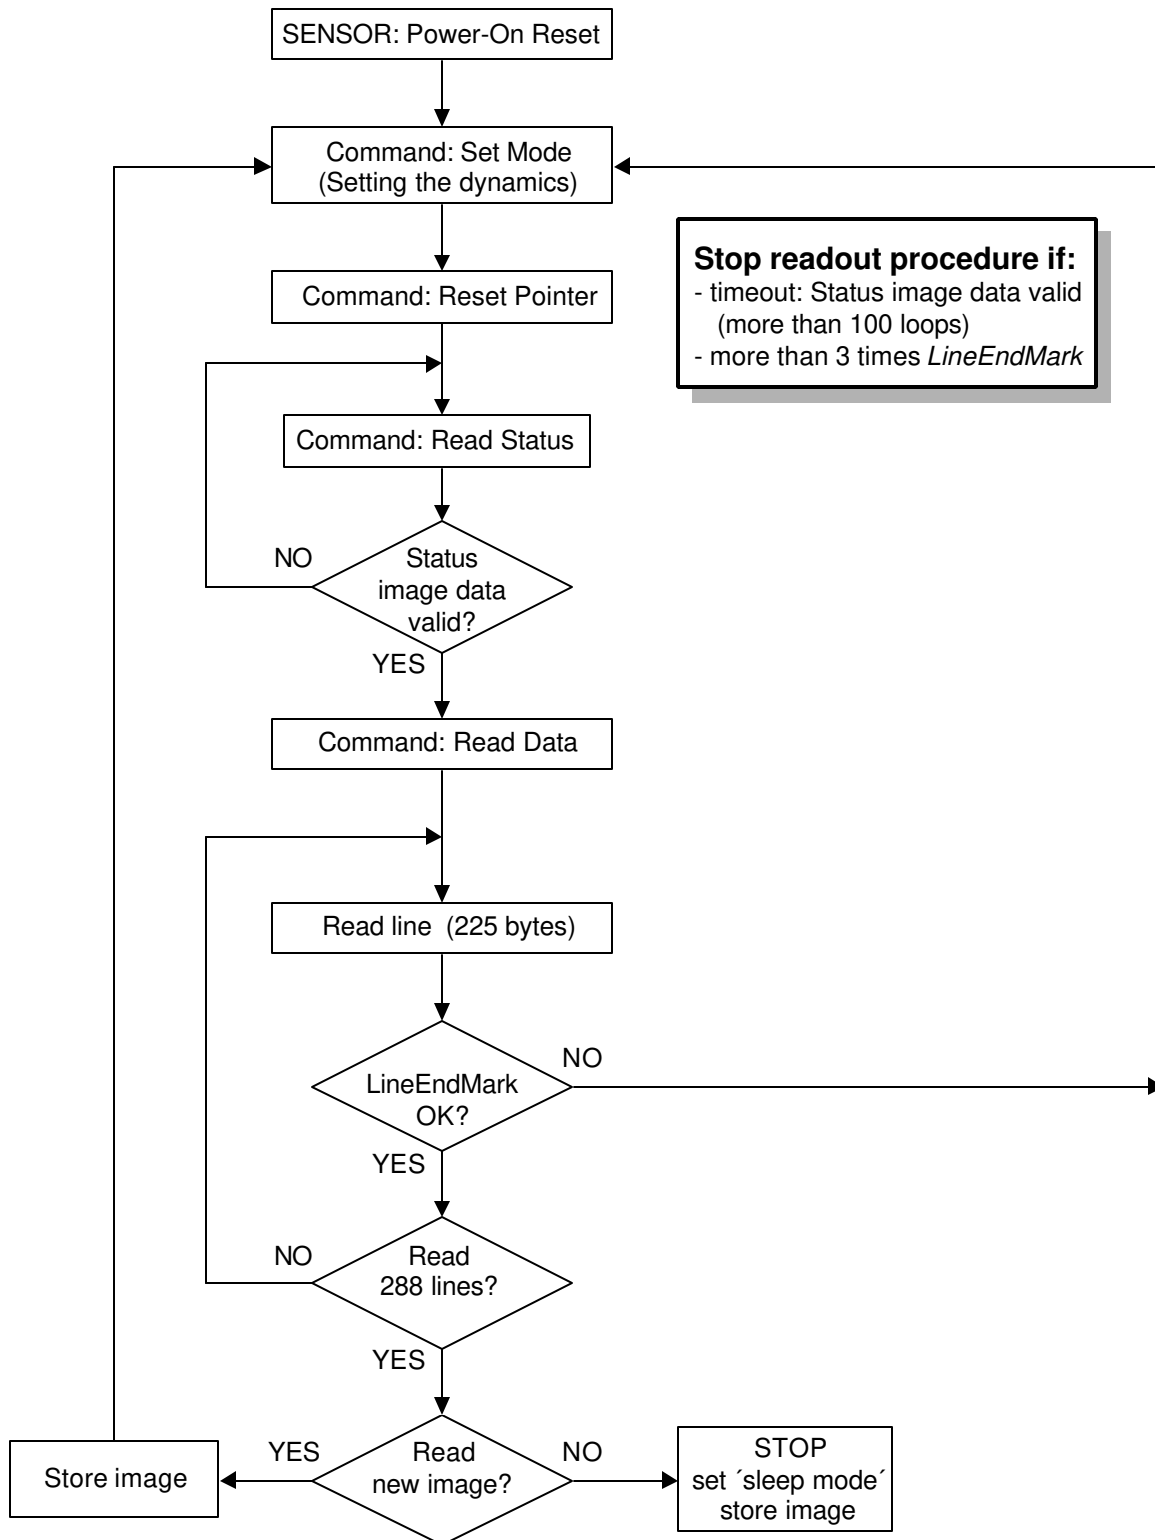 SENSOR: Power-On Reset
Command: Set Mode
(Setting the dynamics)
Stop readout procedure if:
- timeout: Status image data valid
(more than 100 loops)
- more than 3 times LineEndMark
Command: Reset Pointer
Command: Read Status
NO
Status
image data
valid?
YES
Command: Read Data
Read line (225 bytes)
LineEndMark
OK?
NO
YES
NO
Read
288 lines?
YES
Store image
YES
Read
new image?
NO
STOP
set ´sleep mode´
store image